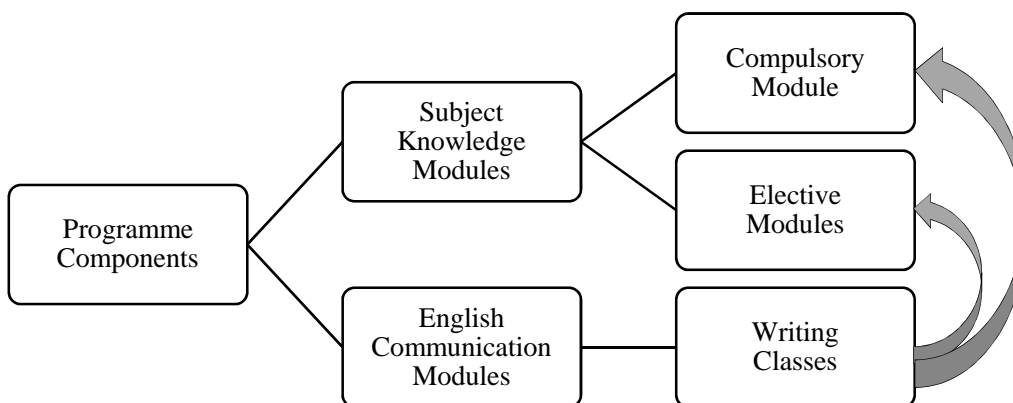 Programme
Components
Subject
Knowledge
Modules
Compulsory
Module
Elective
Modules
English
Communication
Modules
Writing
Classes